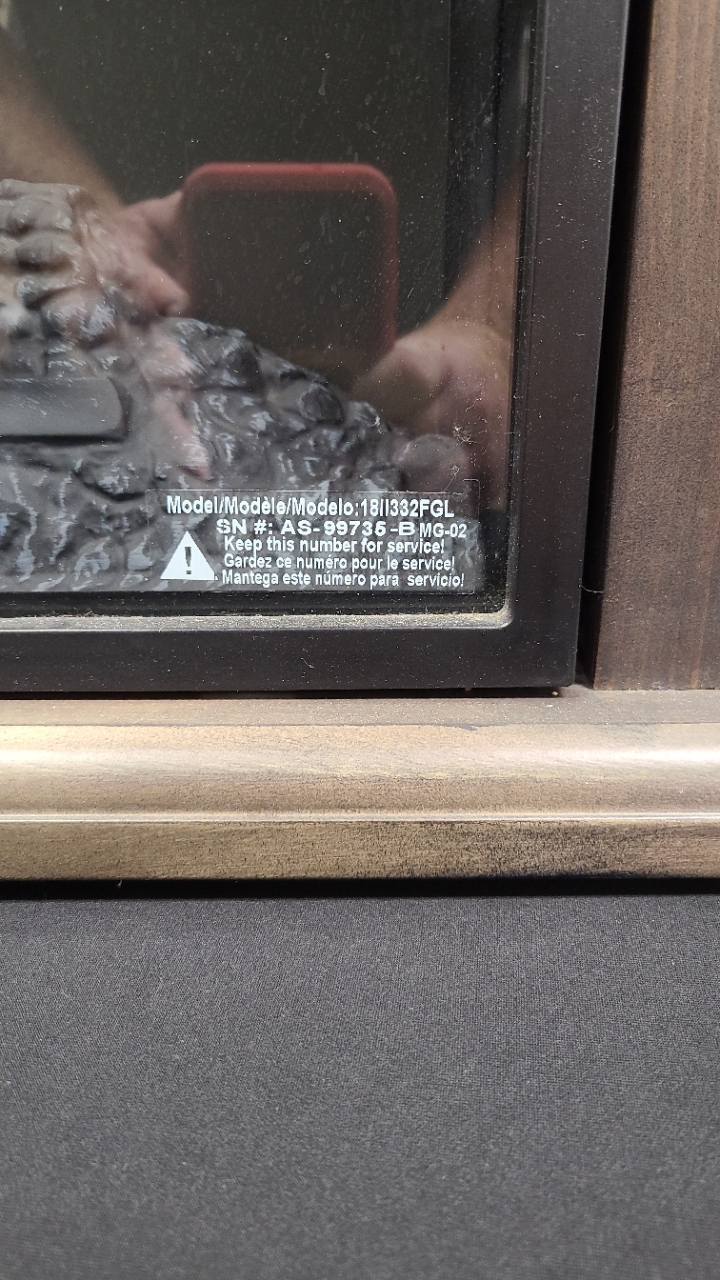 Model/Modèle/Modelo:18II332FGL
SN #: AS-99735-B MG-02
Keep this number for service!
Gardez ce numéro pour le service!
Mantega este número para servicio!